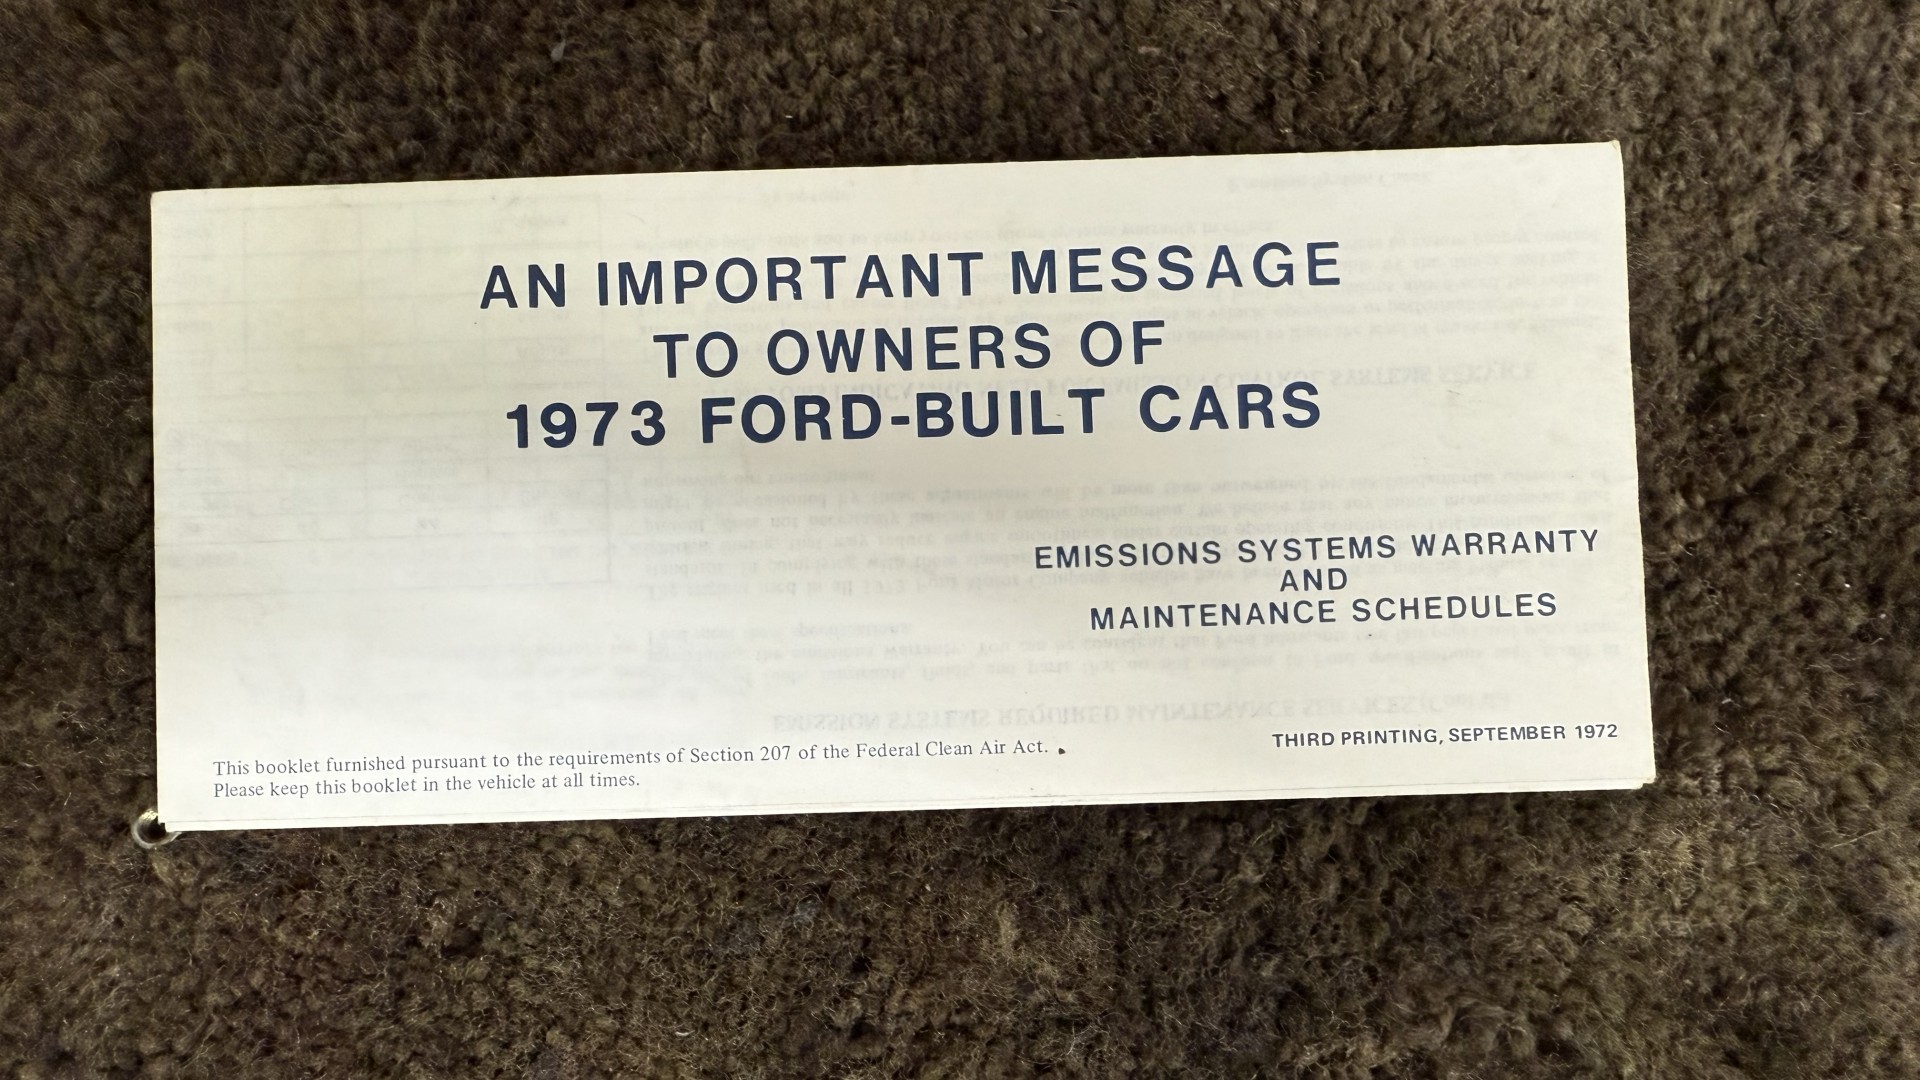 AN IMPORTANT MESSAGE
TO OWNERS OF
1973 FORD-BUILT CARS
EMISSIONS SYSTEMS WARRANTY
AND
MAINTENANCE SCHEDULES
THIRD PRINTING, SEPTEMBER 1972
This booklet furnished pursuant to the requirements of Section 207 of the Federal Clean Air Act.
Please keep this booklet in the vehicle at all times.